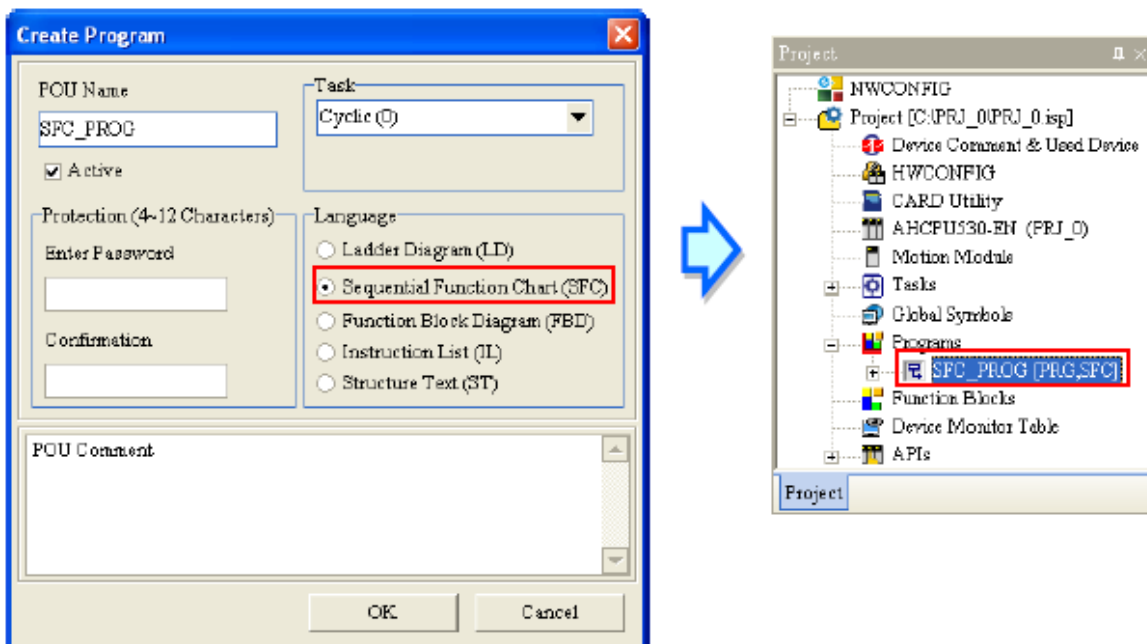 Create Program
POU Name
SFC_PROG
Active
Task
Cyclic (0)
Protection (4~12 Characters)
Enter Password
Confirmation
Language
Ladder Diagram (LD)
Sequential Function Chart (SFC)
Function Block Diagram (FBD)
Instruction List (IL)
Structure Text (ST)
POU Comment
OK
Cancel
Project
NWCONFIG
Project [C:\PRJ_0\PRJ_0.isp]
Device Comment & Used Device
HWCONFIG
CARD Utility
AHCPU530-EN (PRJ_0)
Motion Module
Tasks
Global Symbols
Programs
SFC_PROG [PRG,SFC]
Function Blocks
Device Monitor Table
APIs
Project